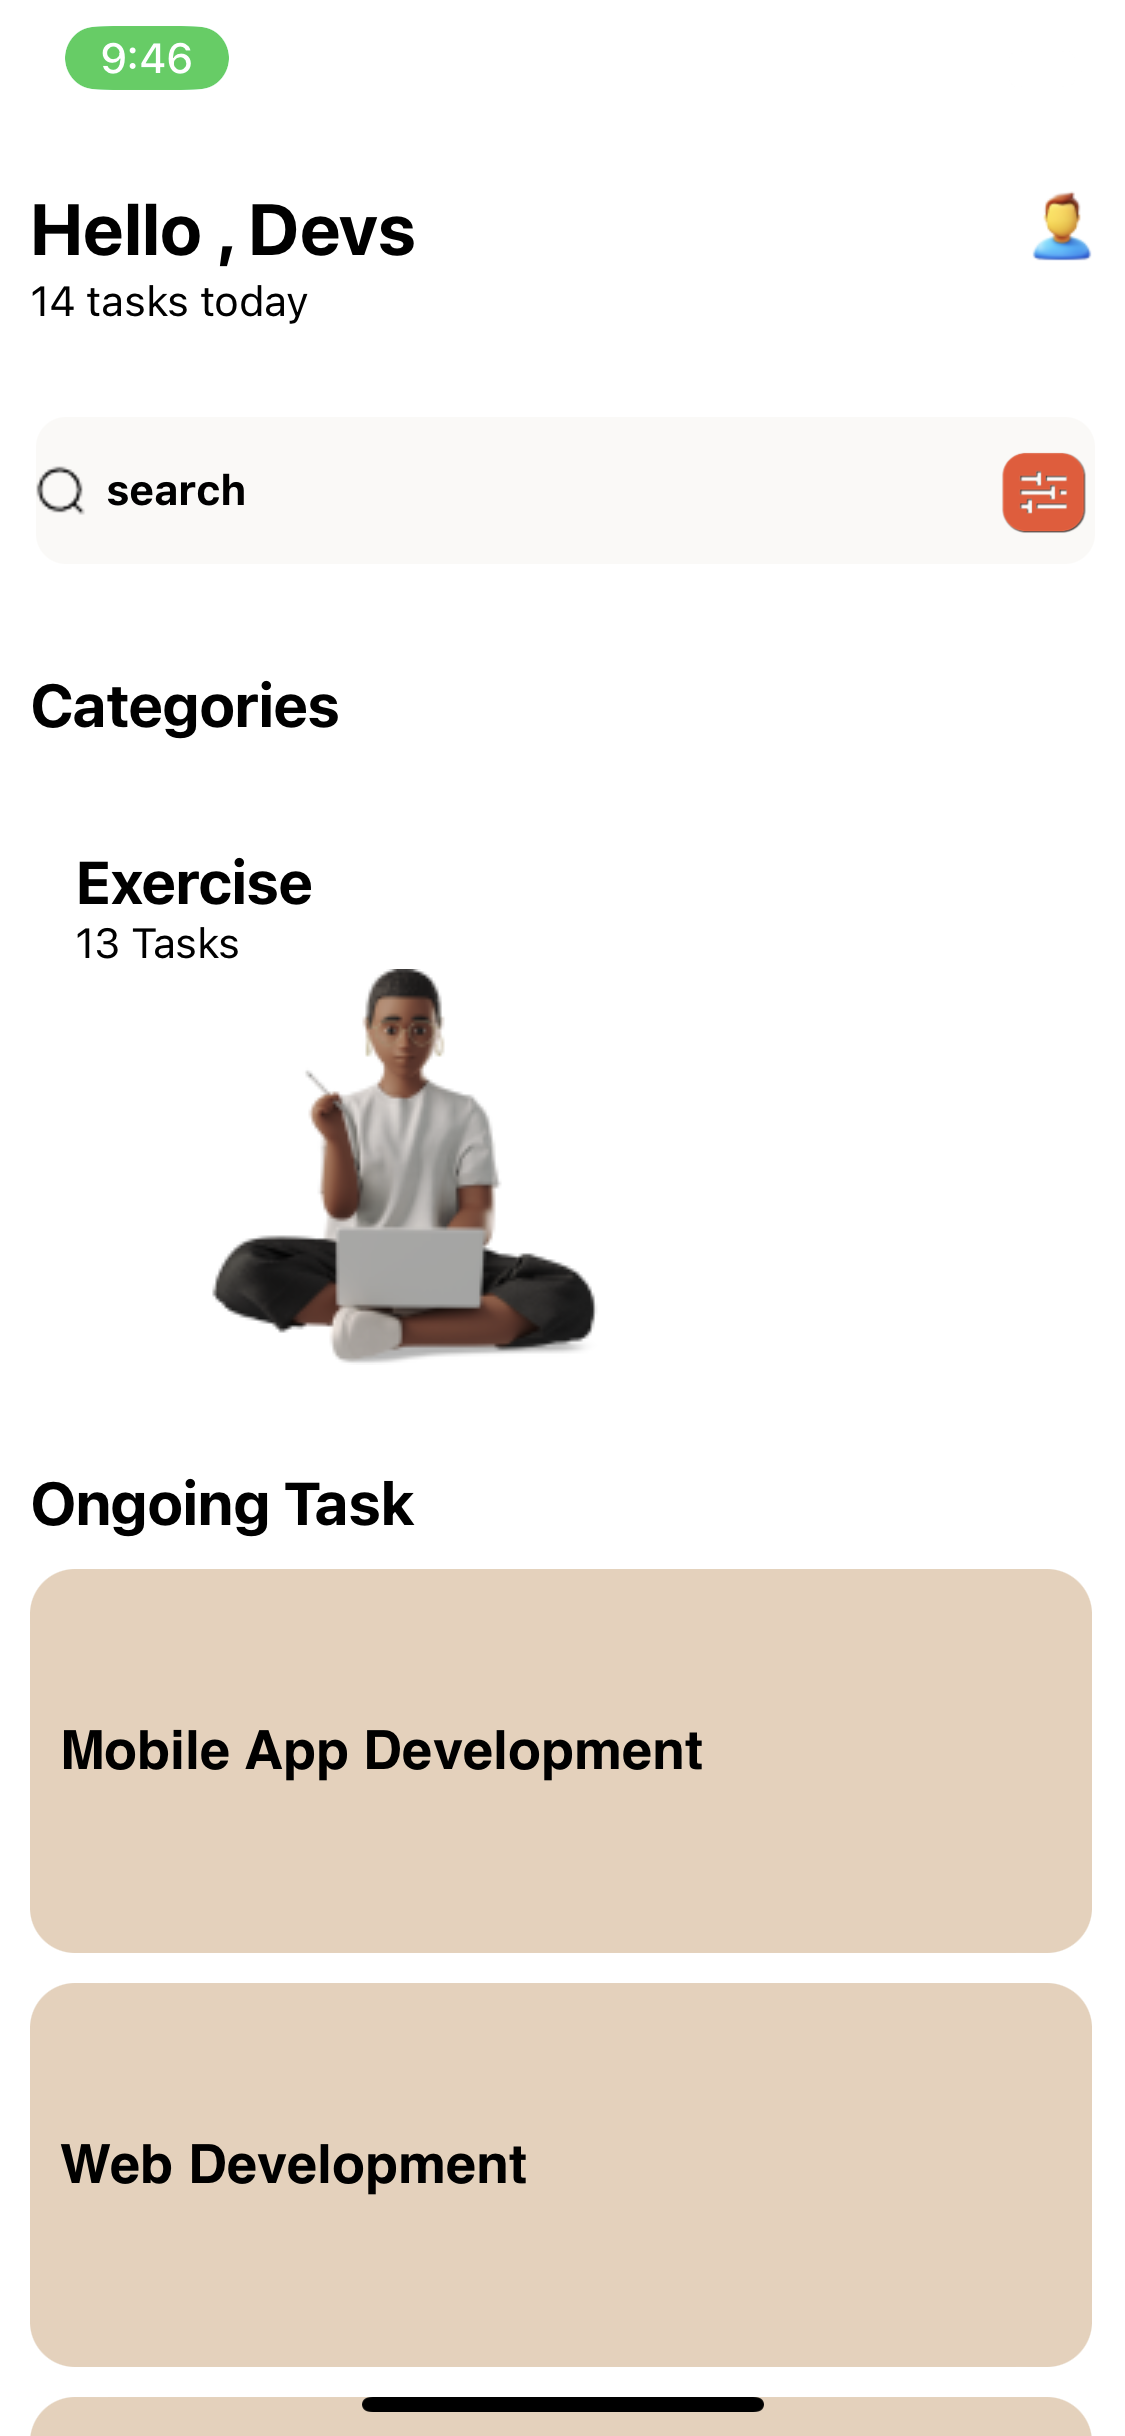 9:46
Hello , Devs
14 tasks today
search
Categories
Exercise
13 Tasks
Ongoing Task
Mobile App Development
Web Development